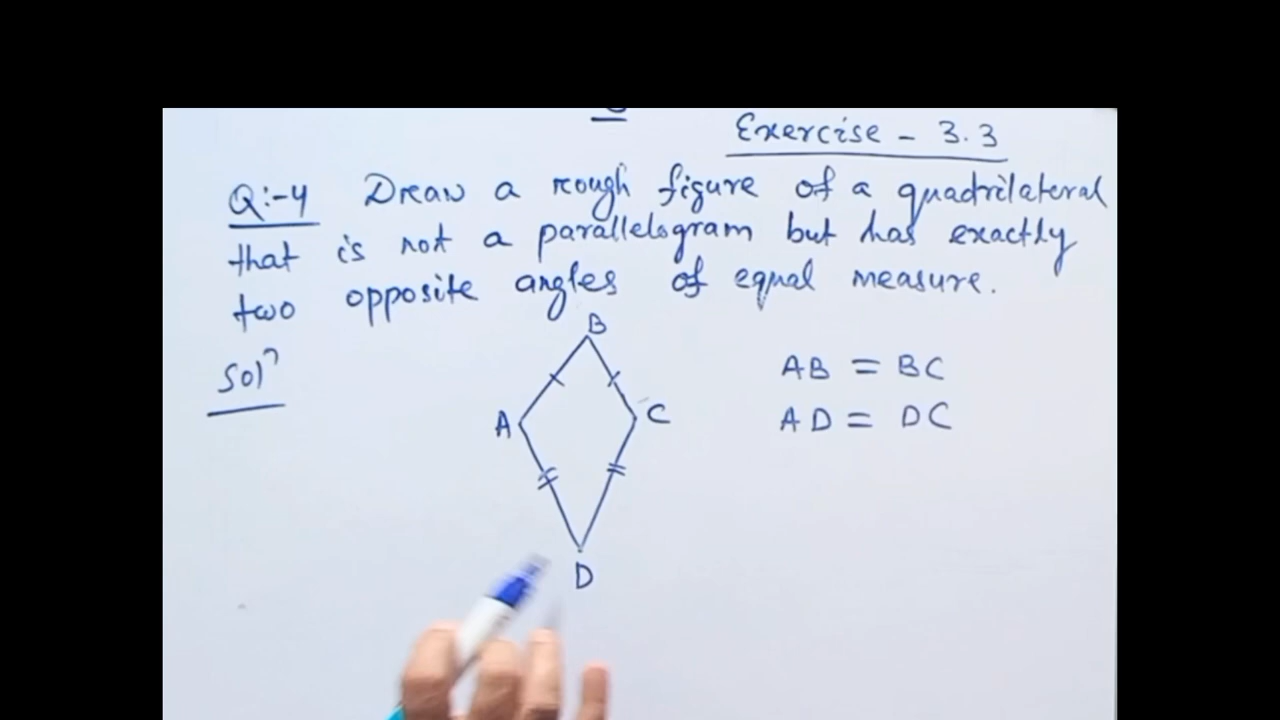 Exercise - 3.3
Q:-4 Draw a rough figure of a quadrilateral
that is not a parallelogram but has exactly
two opposite angles of equal measure.
Solⁿ
B
AB = BC
A
C
AD = DC
D